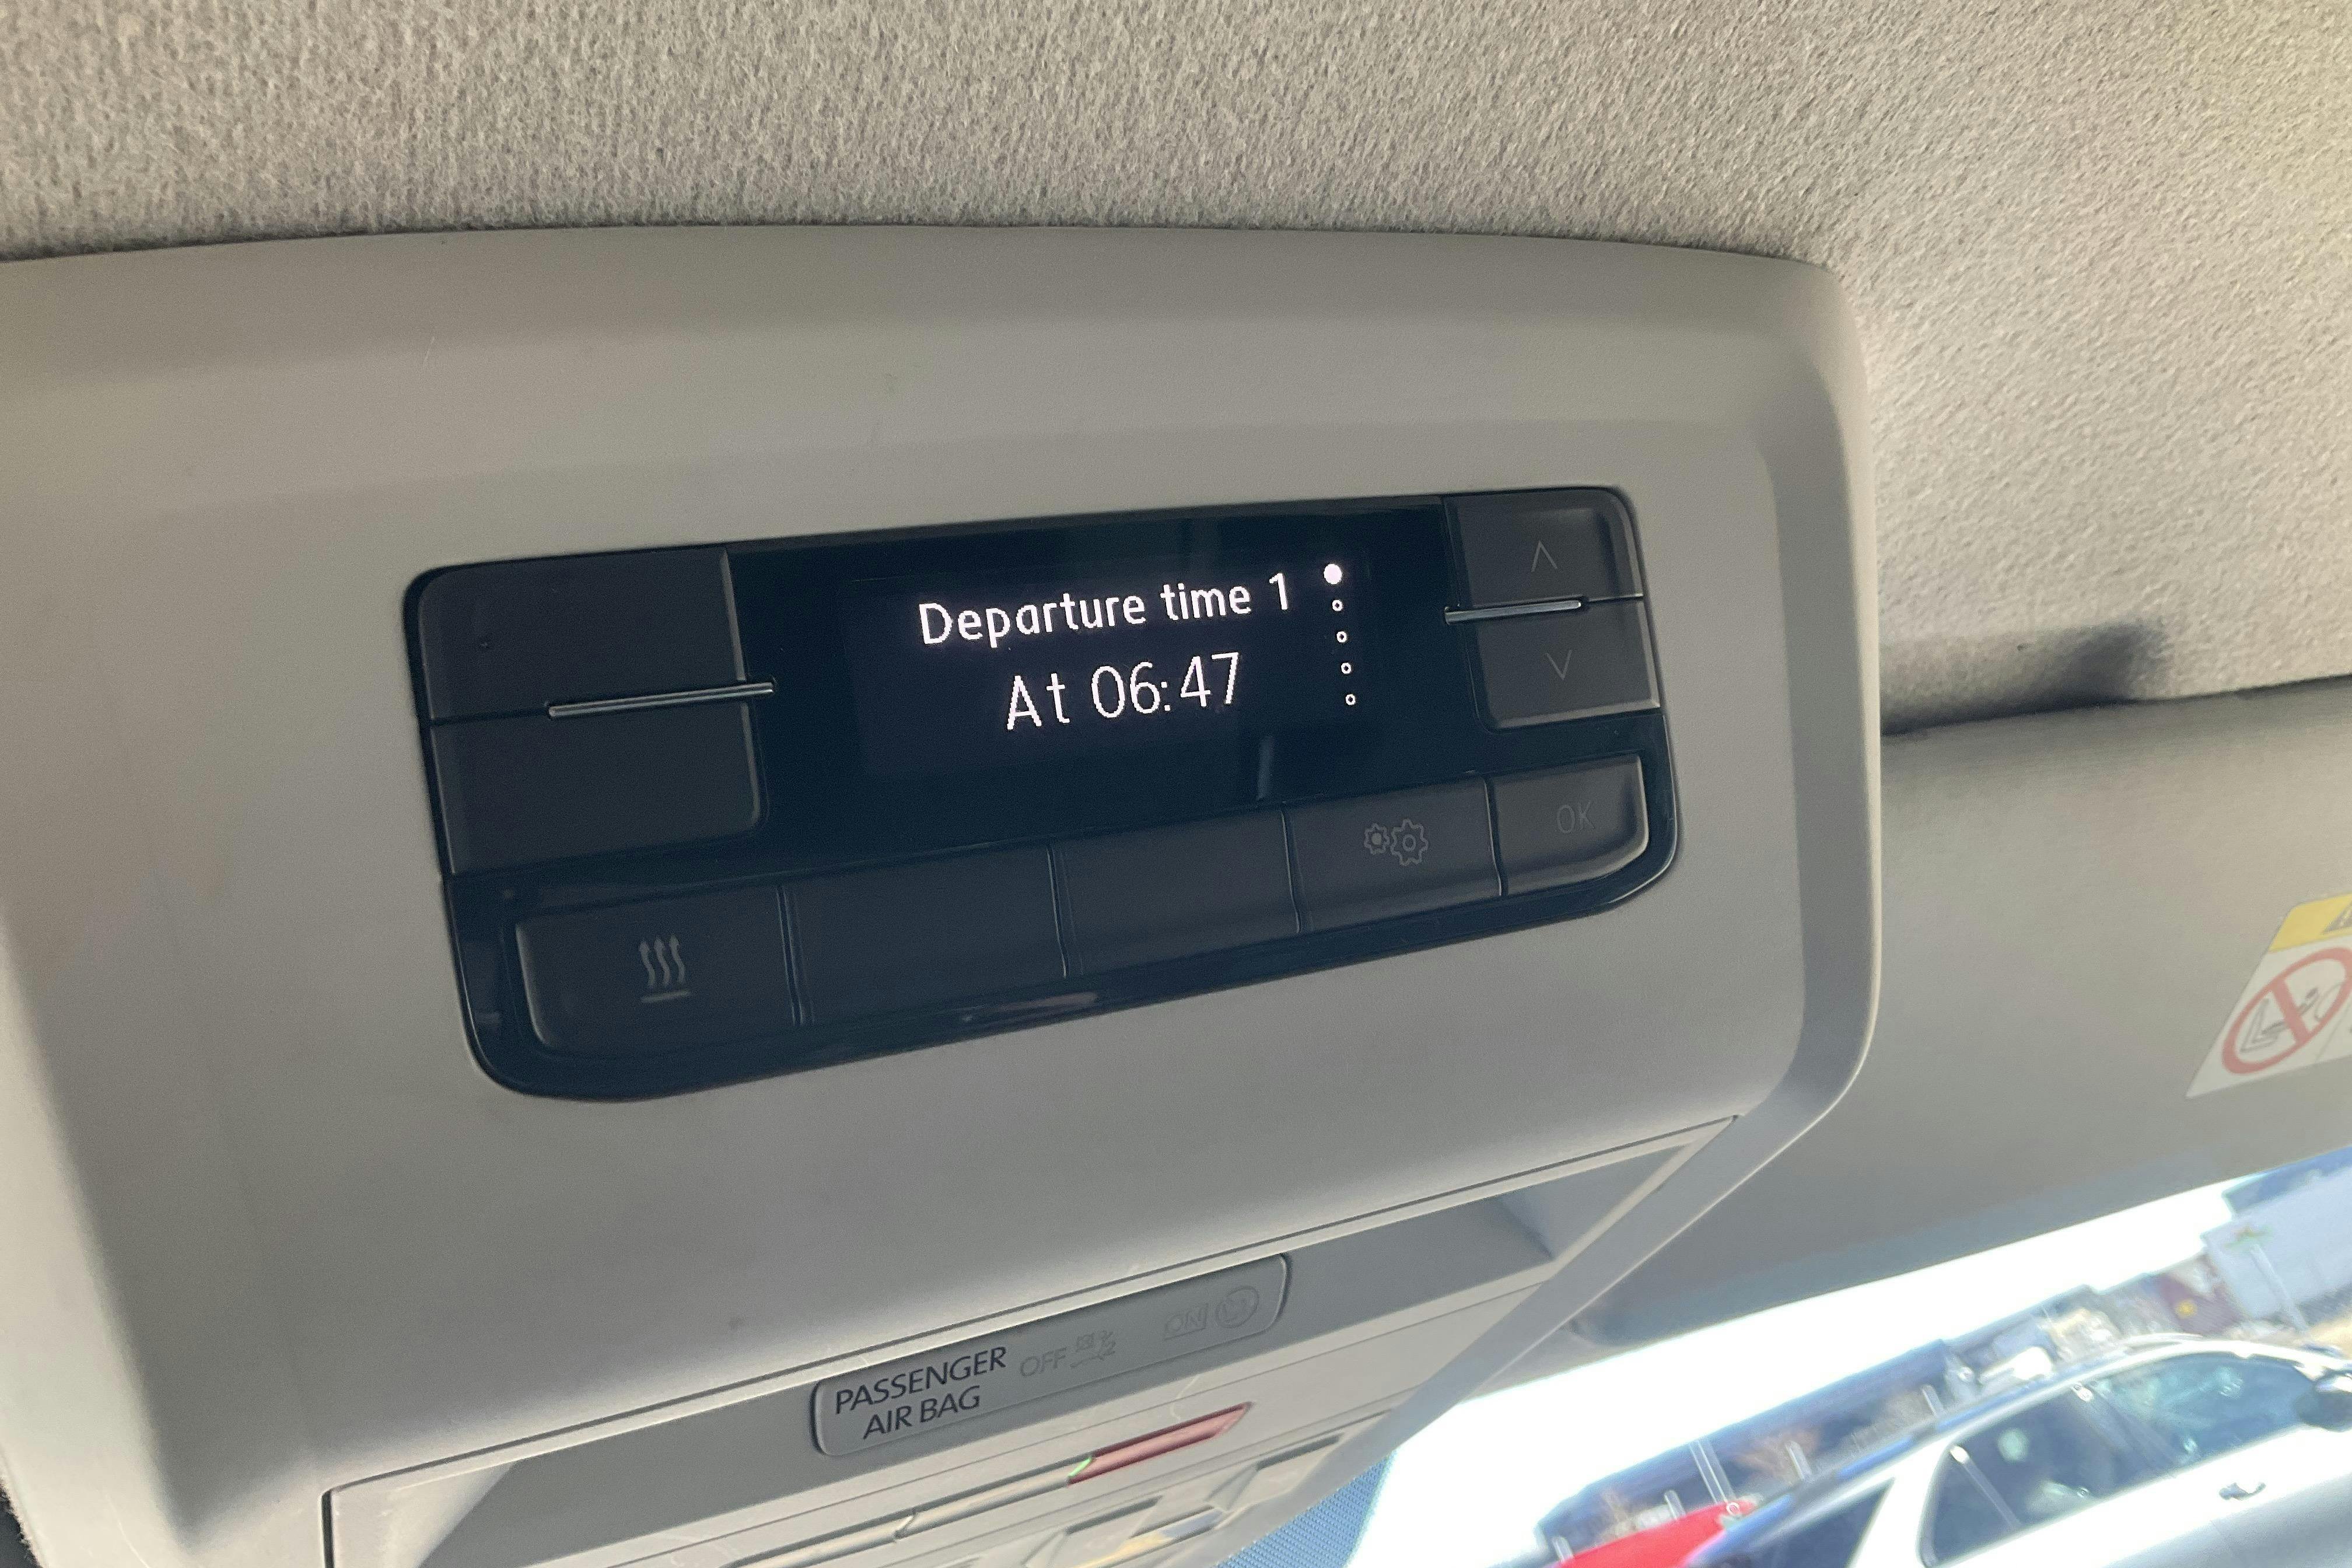 Departure time 1
At 06:47
OK
PASSENGER
AIR BAG
OFF
ON